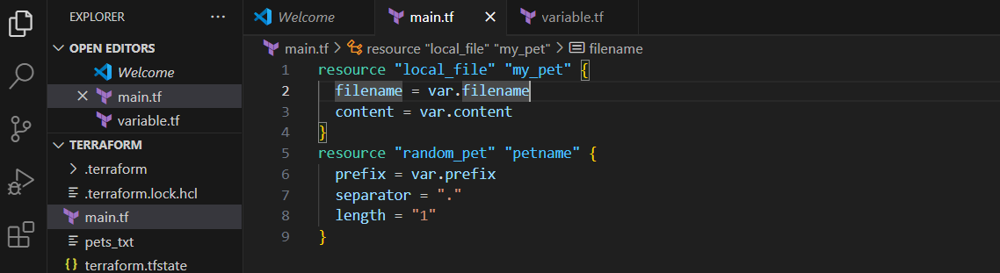 EXPLORER
OPEN EDITORS
Welcome
main.tf
variable.tf
TERRAFORM
.terraform
.terraform.lock.hcl
main.tf
pets_txt
terraform.tfstate
Welcome
main.tf
variable.tf
main.tf > resource "local_file" "my_pet" > filename
1 resource "local_file" "my_pet" {
2 filename = var.filename
3 content = var.content
4 }
5 resource "random_pet" "petname" {
6 prefix = var.prefix
7 separator = "."
8 length = "1"
9 }